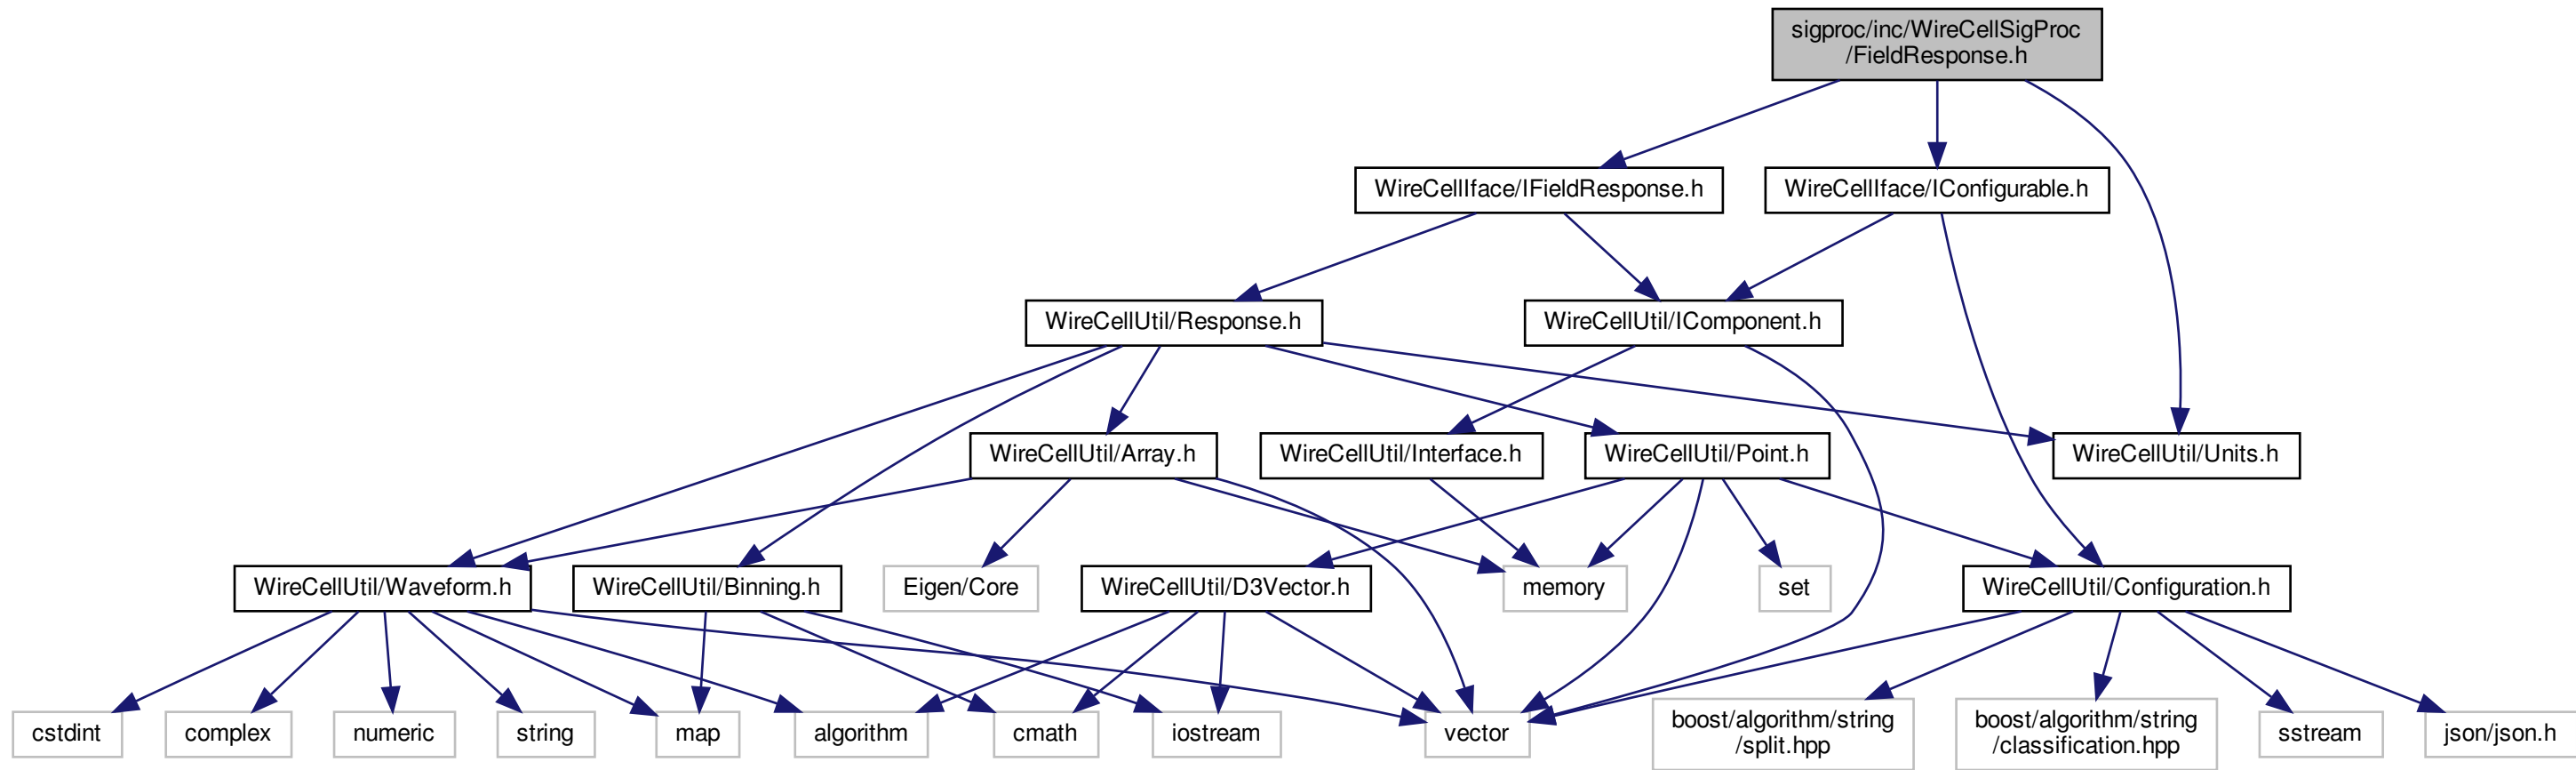 sigproc/inc/WireCellSigProc
/FieldResponse.h
WireCellIface/IFieldResponse.h
WireCellIface/IConfigurable.h
WireCellUtil/Response.h
WireCellUtil/IComponent.h
WireCellUtil/Array.h
WireCellUtil/Interface.h
WireCellUtil/Point.h
WireCellUtil/Units.h
WireCellUtil/Waveform.h
WireCellUtil/Binning.h
Eigen/Core
WireCellUtil/D3Vector.h
memory
set
WireCellUtil/Configuration.h
cstdint
complex
numeric
string
map
algorithm
cmath
iostream
vector
boost/algorithm/string
/split.hpp
boost/algorithm/string
/classification.hpp
sstream
json/json.h